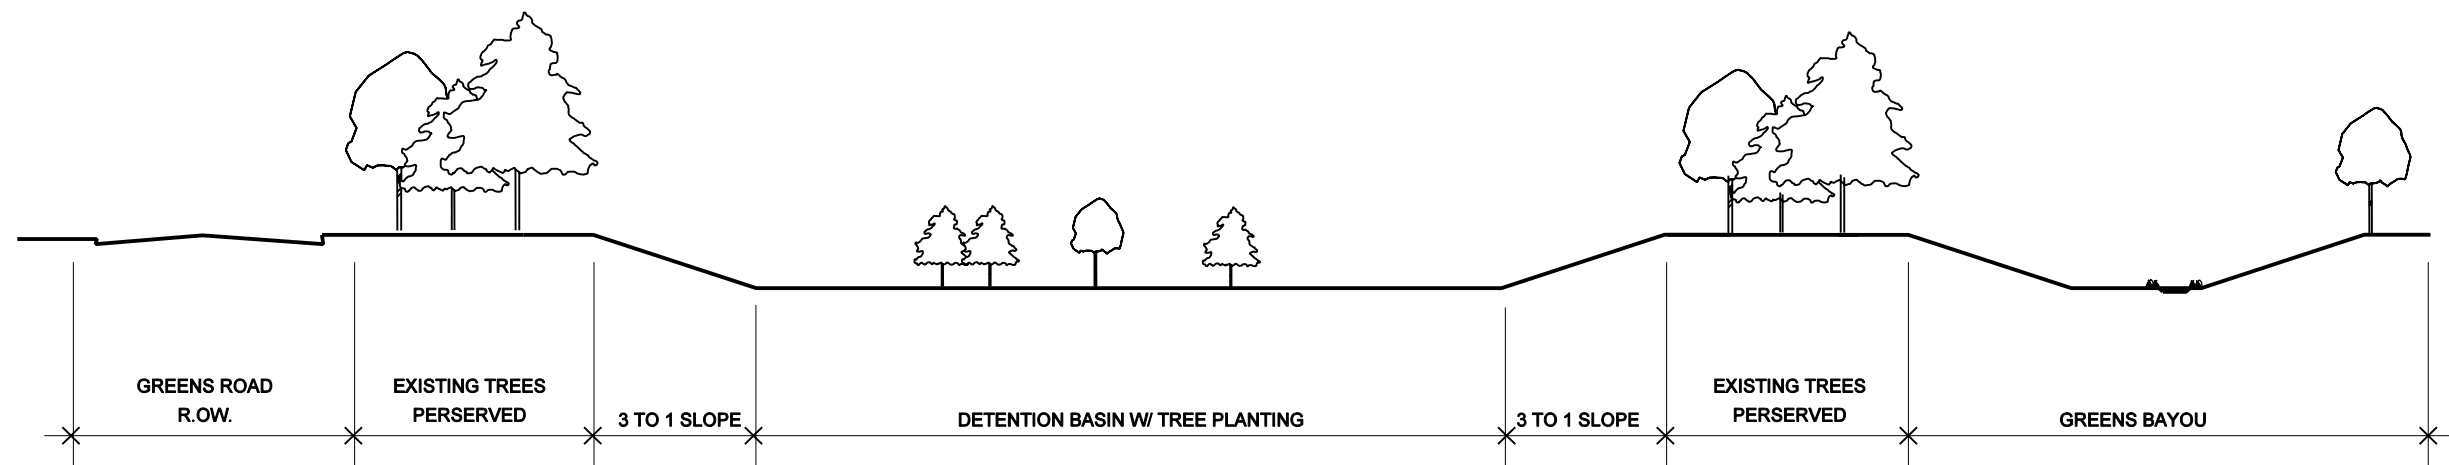 GREENS ROAD
R.OW.
EXISTING TREES
PERSERVED
3 TO 1 SLOPE
DETENTION BASIN W/ TREE PLANTING
3 TO 1 SLOPE
EXISTING TREES
PERSERVED
GREENS BAYOU